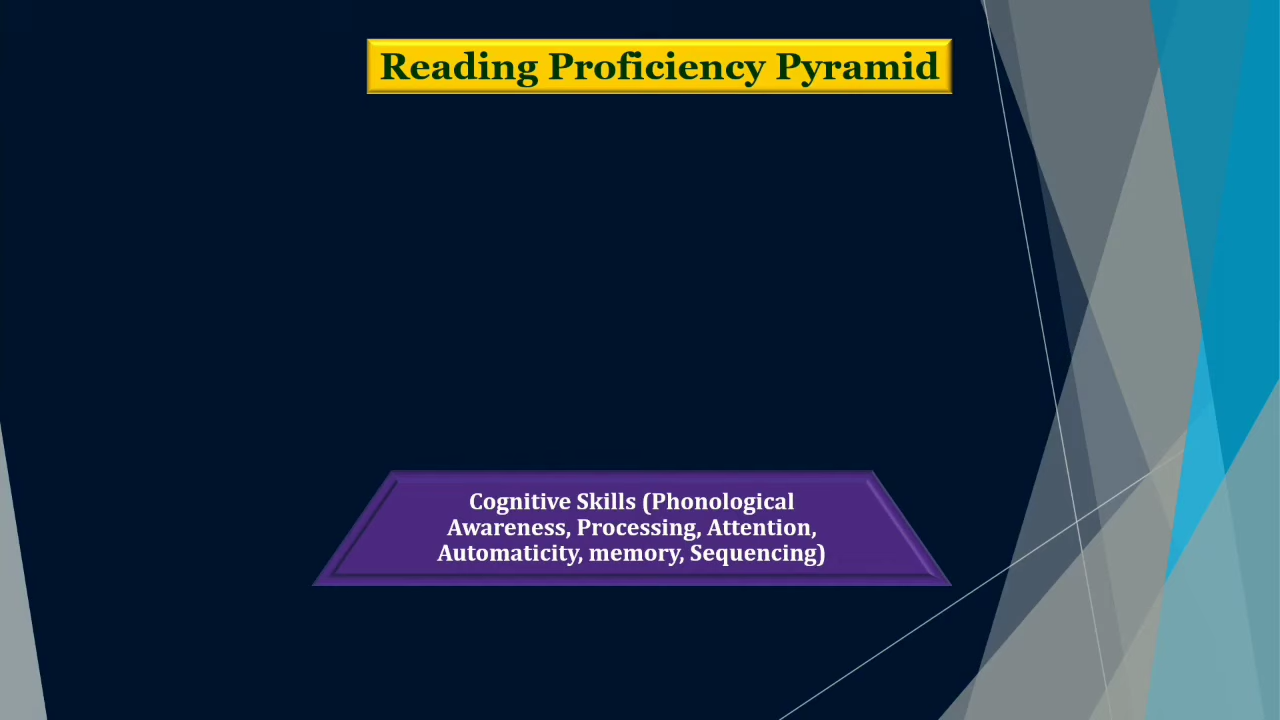 Reading Proficiency Pyramid
Cognitive Skills (Phonological
Awareness, Processing, Attention,
Automaticity, memory, Sequencing)